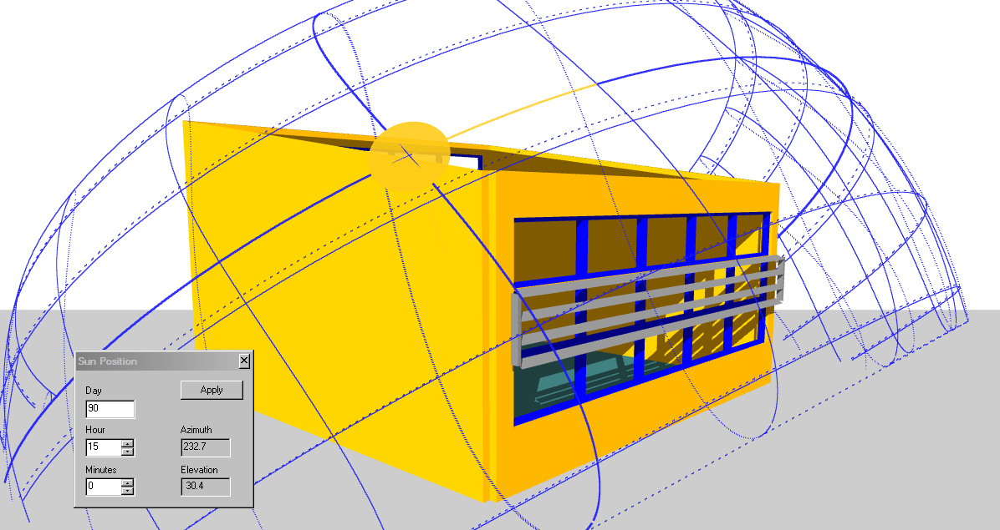 Sun Position
Day
Apply
90
Hour
Azimuth
15
232.7
Minutes
Elevation
0
30.4